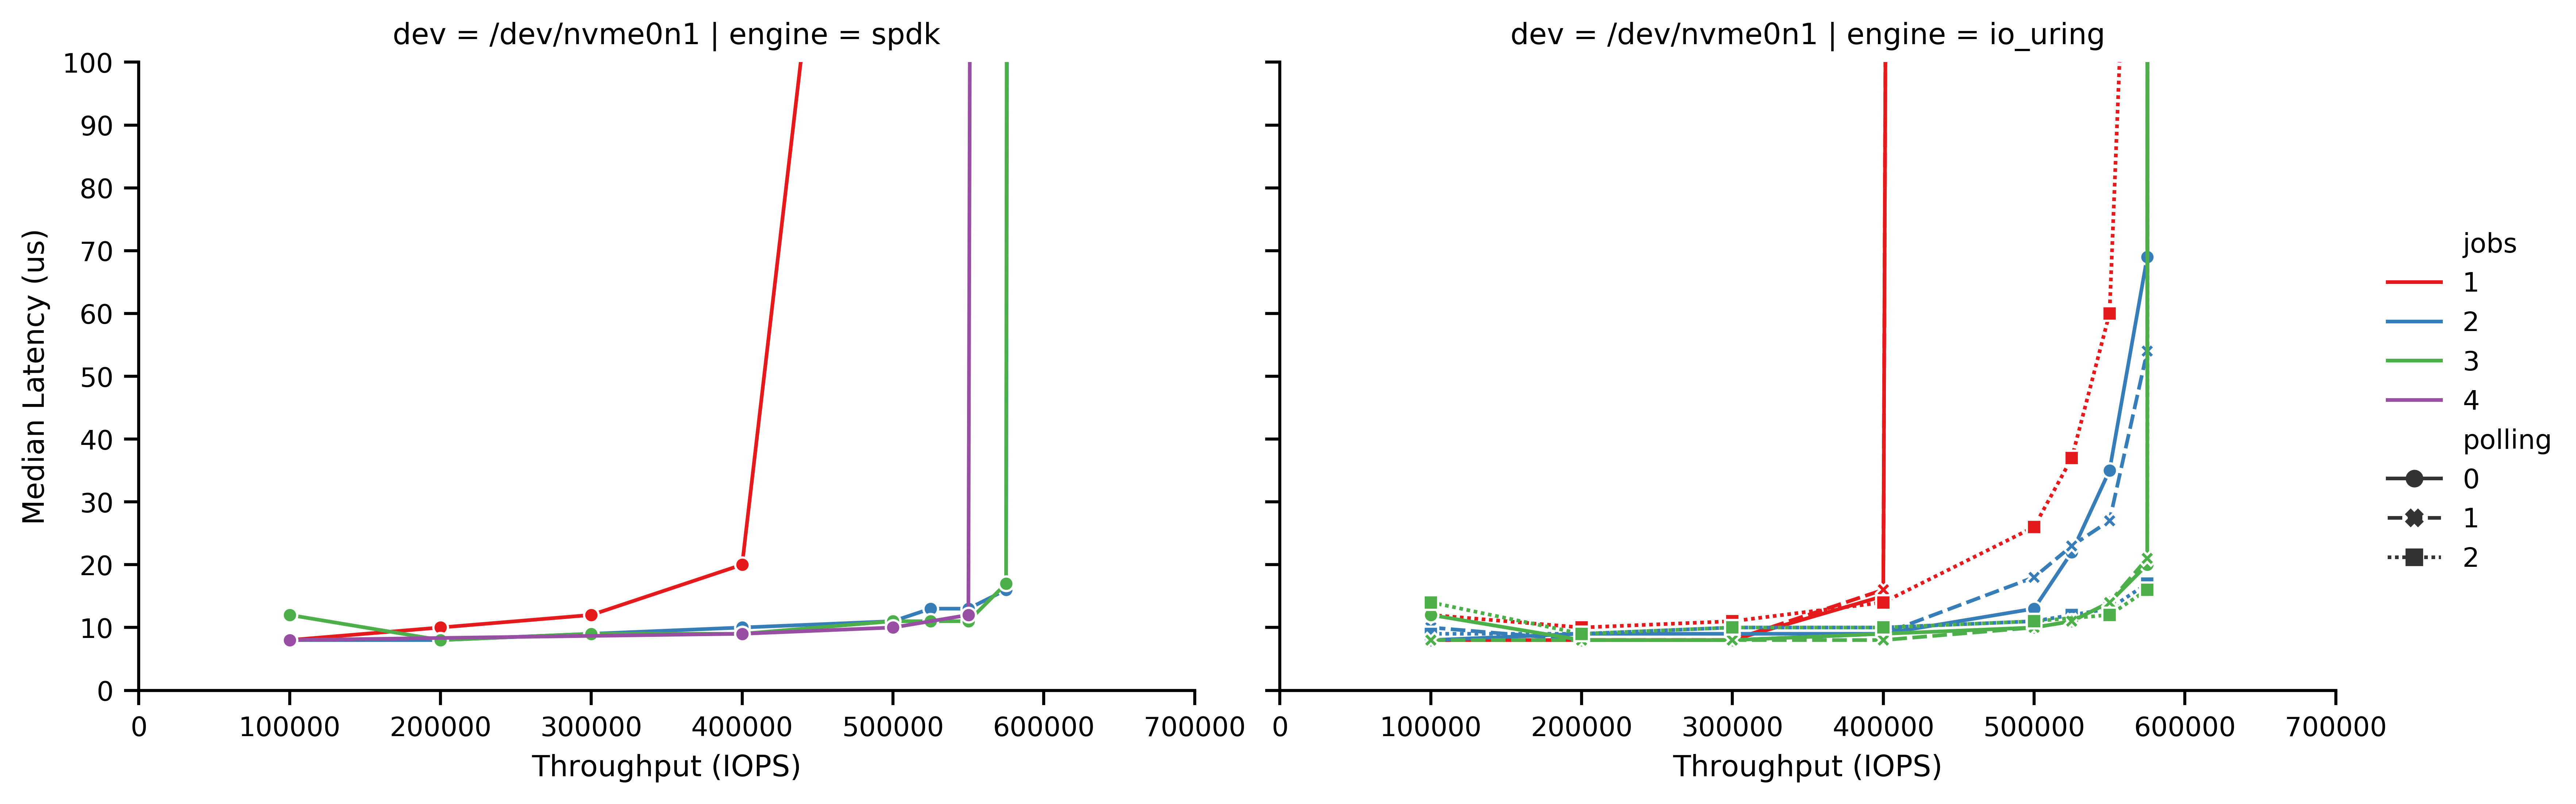 dev = /dev/nvme0n1 | engine = spdk
dev = /dev/nvme0n1 | engine = io_uring
Median Latency (us)
100
90
80
70
60
50
40
30
20
10
0
0 100000 200000 300000 400000 500000 600000 700000
Throughput (IOPS)
0 100000 200000 300000 400000 500000 600000 700000
Throughput (IOPS)
jobs
1
2
3
4
polling
0
1
2